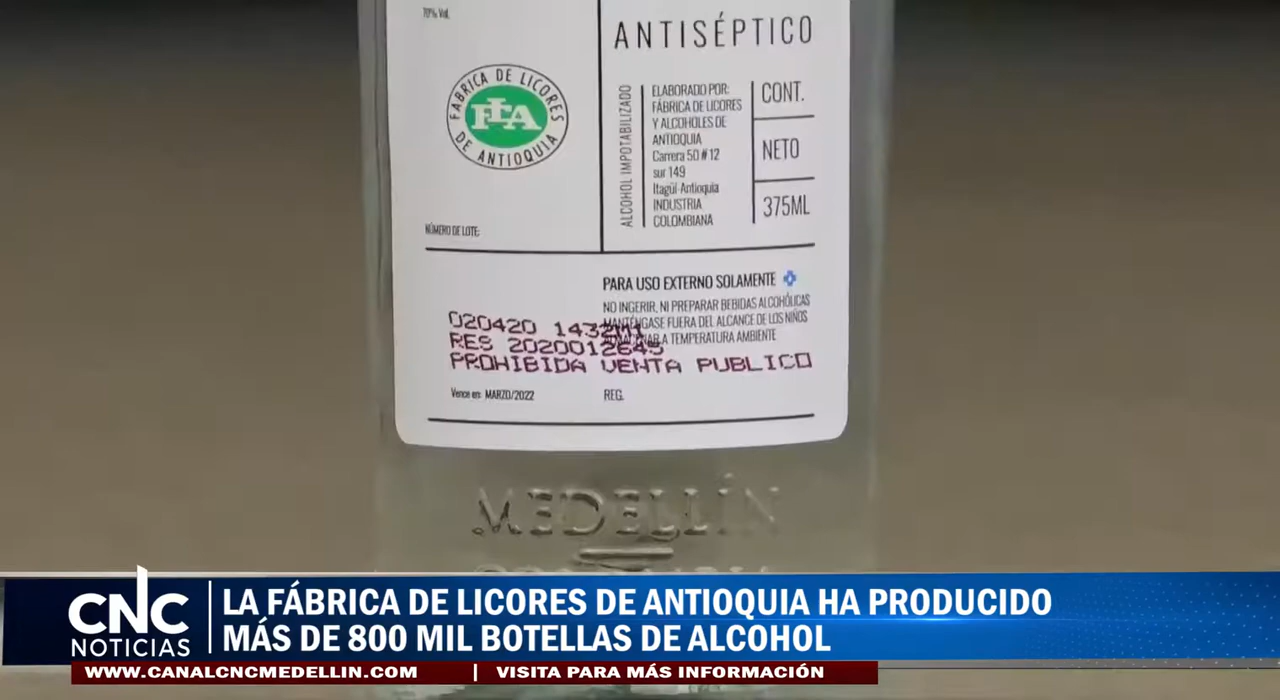 70% Vol.
FÁBRICA DE LICORES
FLA
DE ANTIOQUIA
NÚMERO DE LOTE:
ANTISÉPTICO
ALCOHOL IMPOTABILIZADO
ELABORADO POR:
FÁBRICA DE LICORES
Y ALCOHOLES DE
ANTIOQUIA
Carrera 50 # 12
sur 149
Itagüí-Antioquia
INDUSTRIA
COLOMBIANA
CONT.
NETO
375ML
PARA USO EXTERNO SOLAMENTE
NO INGERIR, NI PREPARAR BEBIDAS ALCOHÓLICAS
MANTÉNGASE FUERA DEL ALCANCE DE LOS NIÑOS
ALMACENAR A TEMPERATURA AMBIENTE
020420 1432M1
RES 2020012645
PROHIBIDA VENTA PUBLICO
Vence en: MARZO/2022
REG.
MEDELLÍN
CNC
NOTICIAS
LA FÁBRICA DE LICORES DE ANTIOQUIA HA PRODUCIDO
MÁS DE 800 MIL BOTELLAS DE ALCOHOL
WWW.CANALCNCMEDELLIN.COM | VISITA PARA MÁS INFORMACIÓN